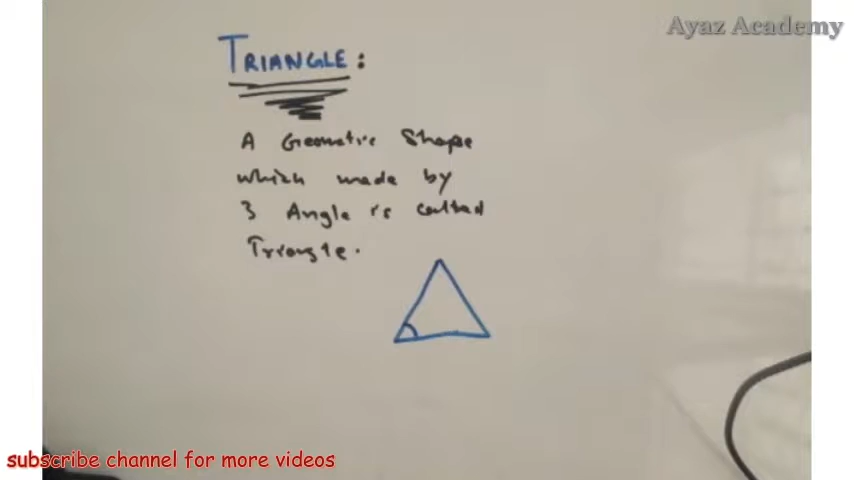 Ayaz Academy
TRIANGLE:
A Geometric Shape
which made by
3 Angle is called
Triangle.
subscribe channel for more videos